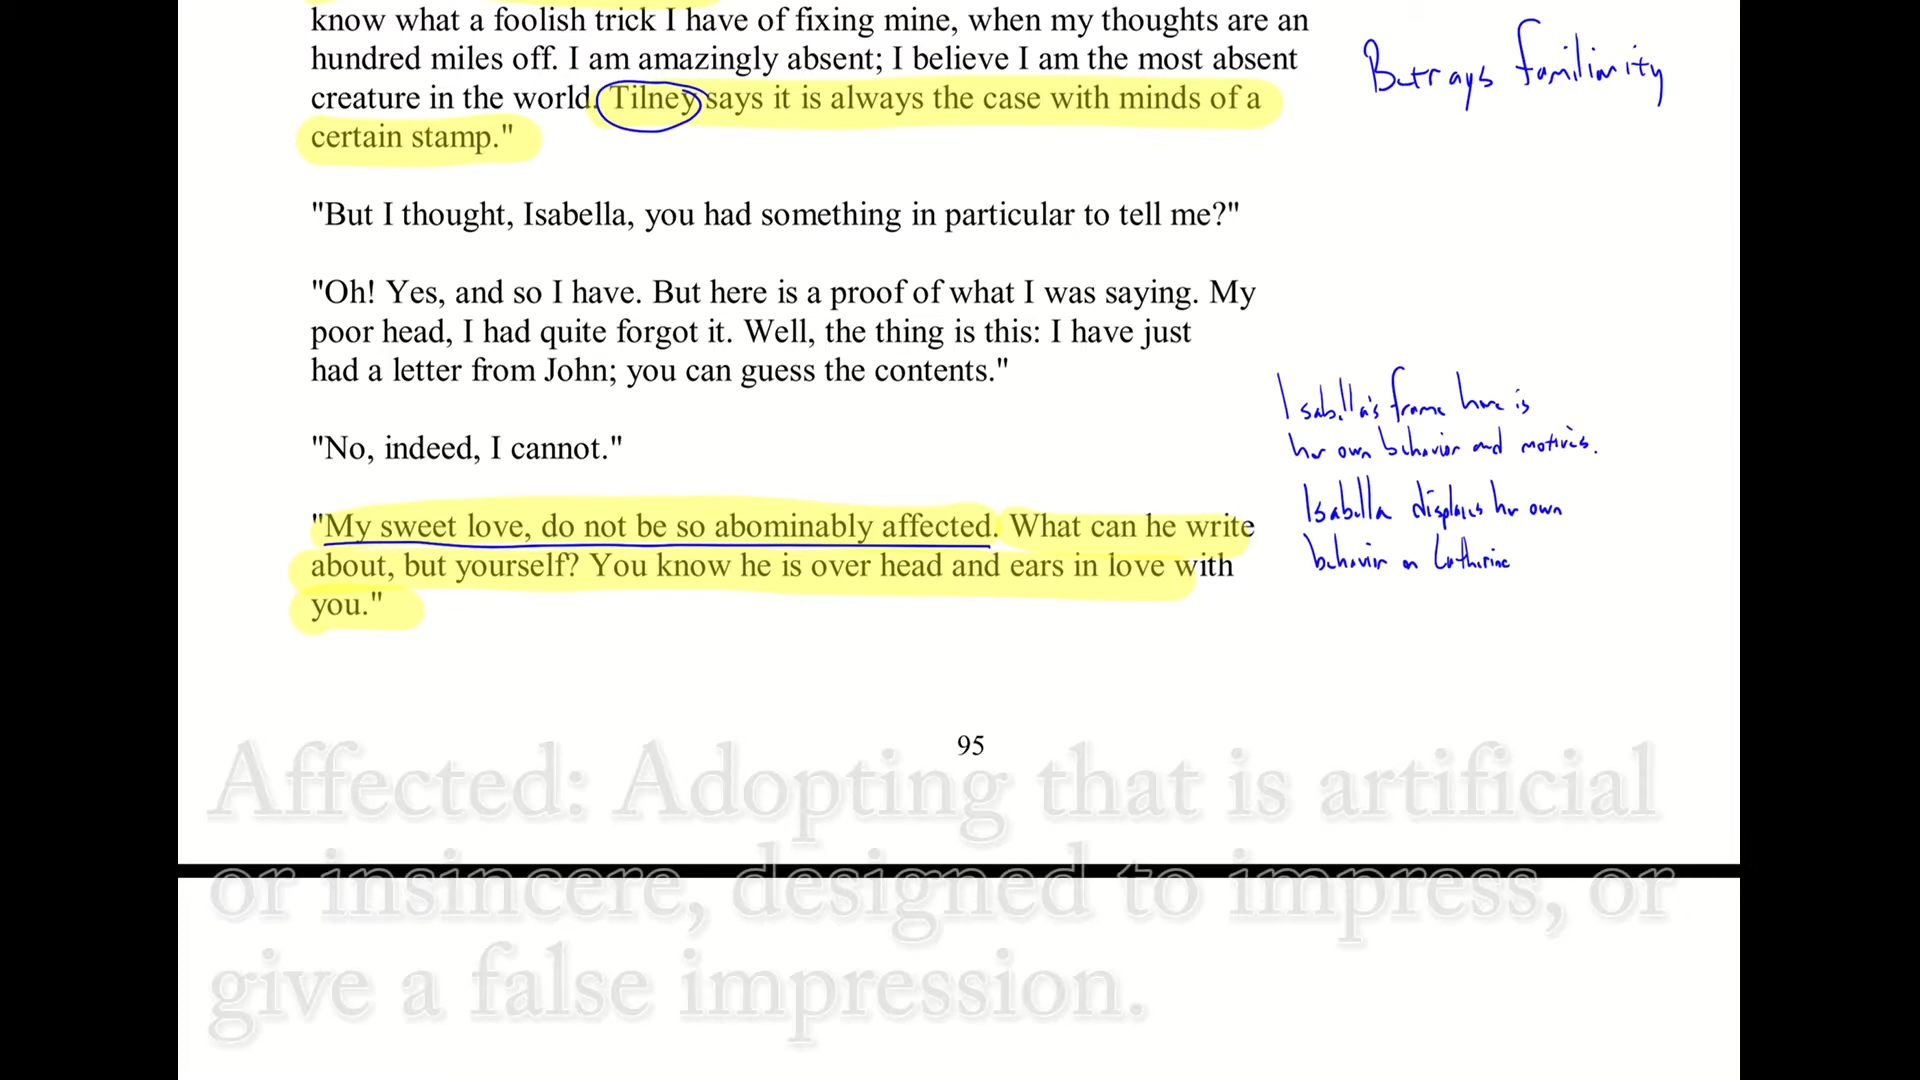 know what a foolish trick I have of fixing mine, when my thoughts are an
hundred miles off. I am amazingly absent; I believe I am the most absent
creature in the world. Tilney says it is always the case with minds of a
certain stamp."
Betrays familiarity
"But I thought, Isabella, you had something in particular to tell me?"
"Oh! Yes, and so I have. But here is a proof of what I was saying. My
poor head, I had quite forgot it. Well, the thing is this: I have just
had a letter from John; you can guess the contents."
"No, indeed, I cannot."
Isabella's frame here is
her own behavior and motives.
"My sweet love, do not be so abominably affected. What can he write
about, but yourself? You know he is over head and ears in love with
you."
Isabella displaces her own
behavior on Catherine
95
Affected: Adopting that is artificial
or insincere, designed to impress, or
give a false impression.